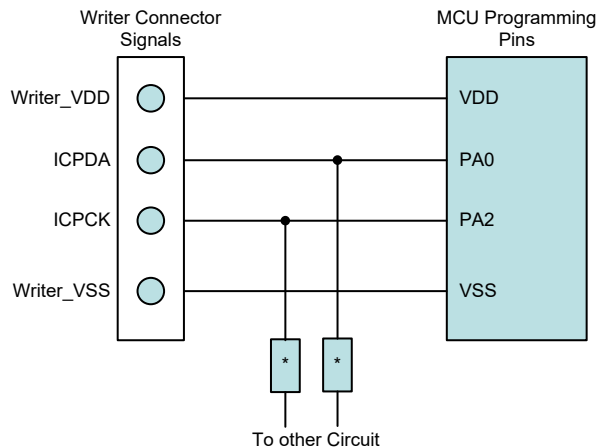 Writer Connector
Signals
MCU Programming
Pins
Writer_VDD
VDD
ICPDA
PA0
ICPCK
PA2
Writer_VSS
VSS
*
*
To other Circuit